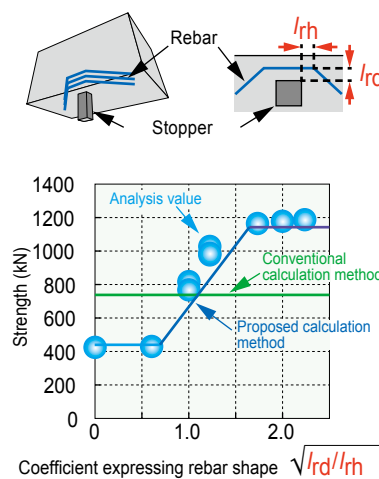 Rebar
lrh
lrd
Stopper
1400
1200
1000
800
600
400
200
0
Strength (kN)
Analysis value
Conventional
calculation method
Proposed calculation
method
0
1.0
2.0
Coefficient expressing rebar shape √lrd/lrh